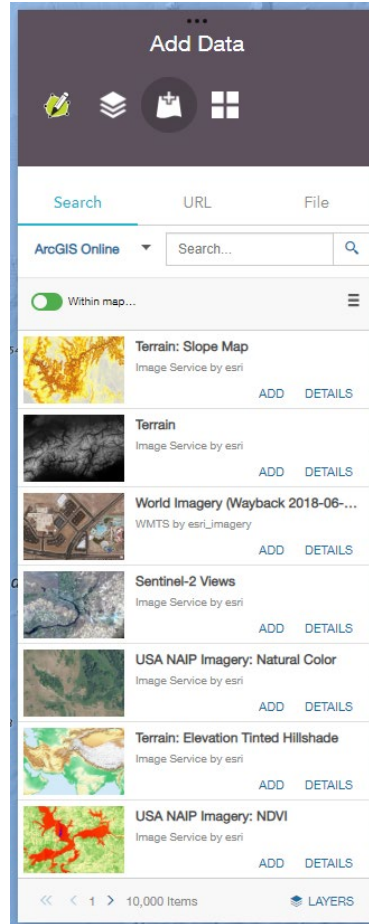 Add Data
Search URL File
ArcGIS Online Search...
Within map...
Terrain: Slope Map
Image Service by esri
ADD DETAILS
Terrain
Image Service by esri
ADD DETAILS
World Imagery (Wayback 2018-06-...
WMTS by esri_imagery
ADD DETAILS
Sentinel-2 Views
Image Service by esri
ADD DETAILS
USA NAIP Imagery: Natural Color
Image Service by esri
ADD DETAILS
Terrain: Elevation Tinted Hillshade
Image Service by esri
ADD DETAILS
USA NAIP Imagery: NDVI
Image Service by esri
ADD DETAILS
1 10,000 Items LAYERS